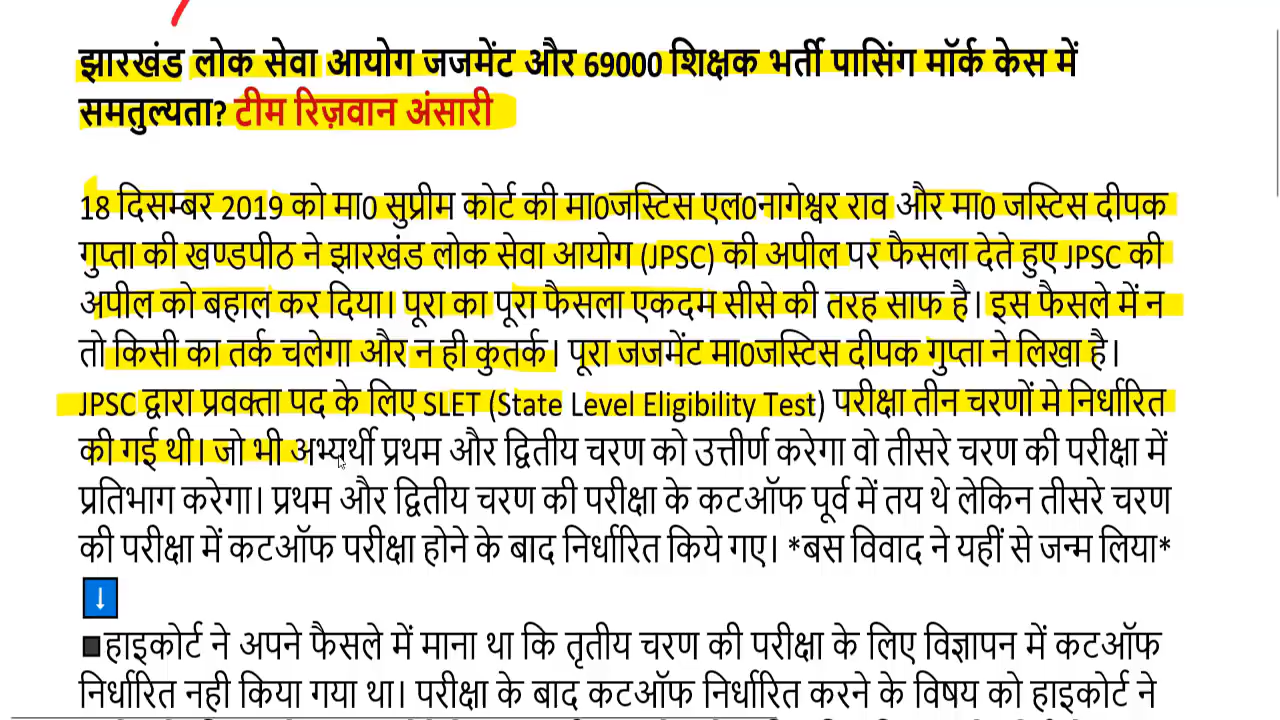 झारखंड लोक सेवा आयोग जजमेंट और 69000 शिक्षक भर्ती पासिंग मॉर्क केस में
समतुल्यता? टीम रिज़वान अंसारी
18 दिसम्बर 2019 को मा0 सुप्रीम कोर्ट की मा0जस्टिस एल0नागेश्वर राव और मा0 जस्टिस दीपक
गुप्ता की खण्डपीठ ने झारखंड लोक सेवा आयोग (JPSC) की अपील पर फैसला देते हुए JPSC की
अपील को बहाल कर दिया। पूरा का पूरा फैसला एकदम सीसे की तरह साफ है। इस फैसले में न
तो किसी का तर्क चलेगा और न ही कुतर्क। पूरा जजमेंट मा0जस्टिस दीपक गुप्ता ने लिखा है।
JPSC द्वारा प्रवक्ता पद के लिए SLET (State Level Eligibility Test) परीक्षा तीन चरणों मे निर्धारित
की गई थी। जो भी अभ्यर्थी प्रथम और द्वितीय चरण को उत्तीर्ण करेगा वो तीसरे चरण की परीक्षा में
प्रतिभाग करेगा। प्रथम और द्वितीय चरण की परीक्षा के कटऑफ पूर्व में तय थे लेकिन तीसरे चरण
की परीक्षा में कटऑफ परीक्षा होने के बाद निर्धारित किये गए। *बस विवाद ने यहीं से जन्म लिया*
↓
■हाइकोर्ट ने अपने फैसले में माना था कि तृतीय चरण की परीक्षा के लिए विज्ञापन में कटऑफ
निर्धारित नही किया गया था। परीक्षा के बाद कटऑफ निर्धारित करने के विषय को हाइकोर्ट ने